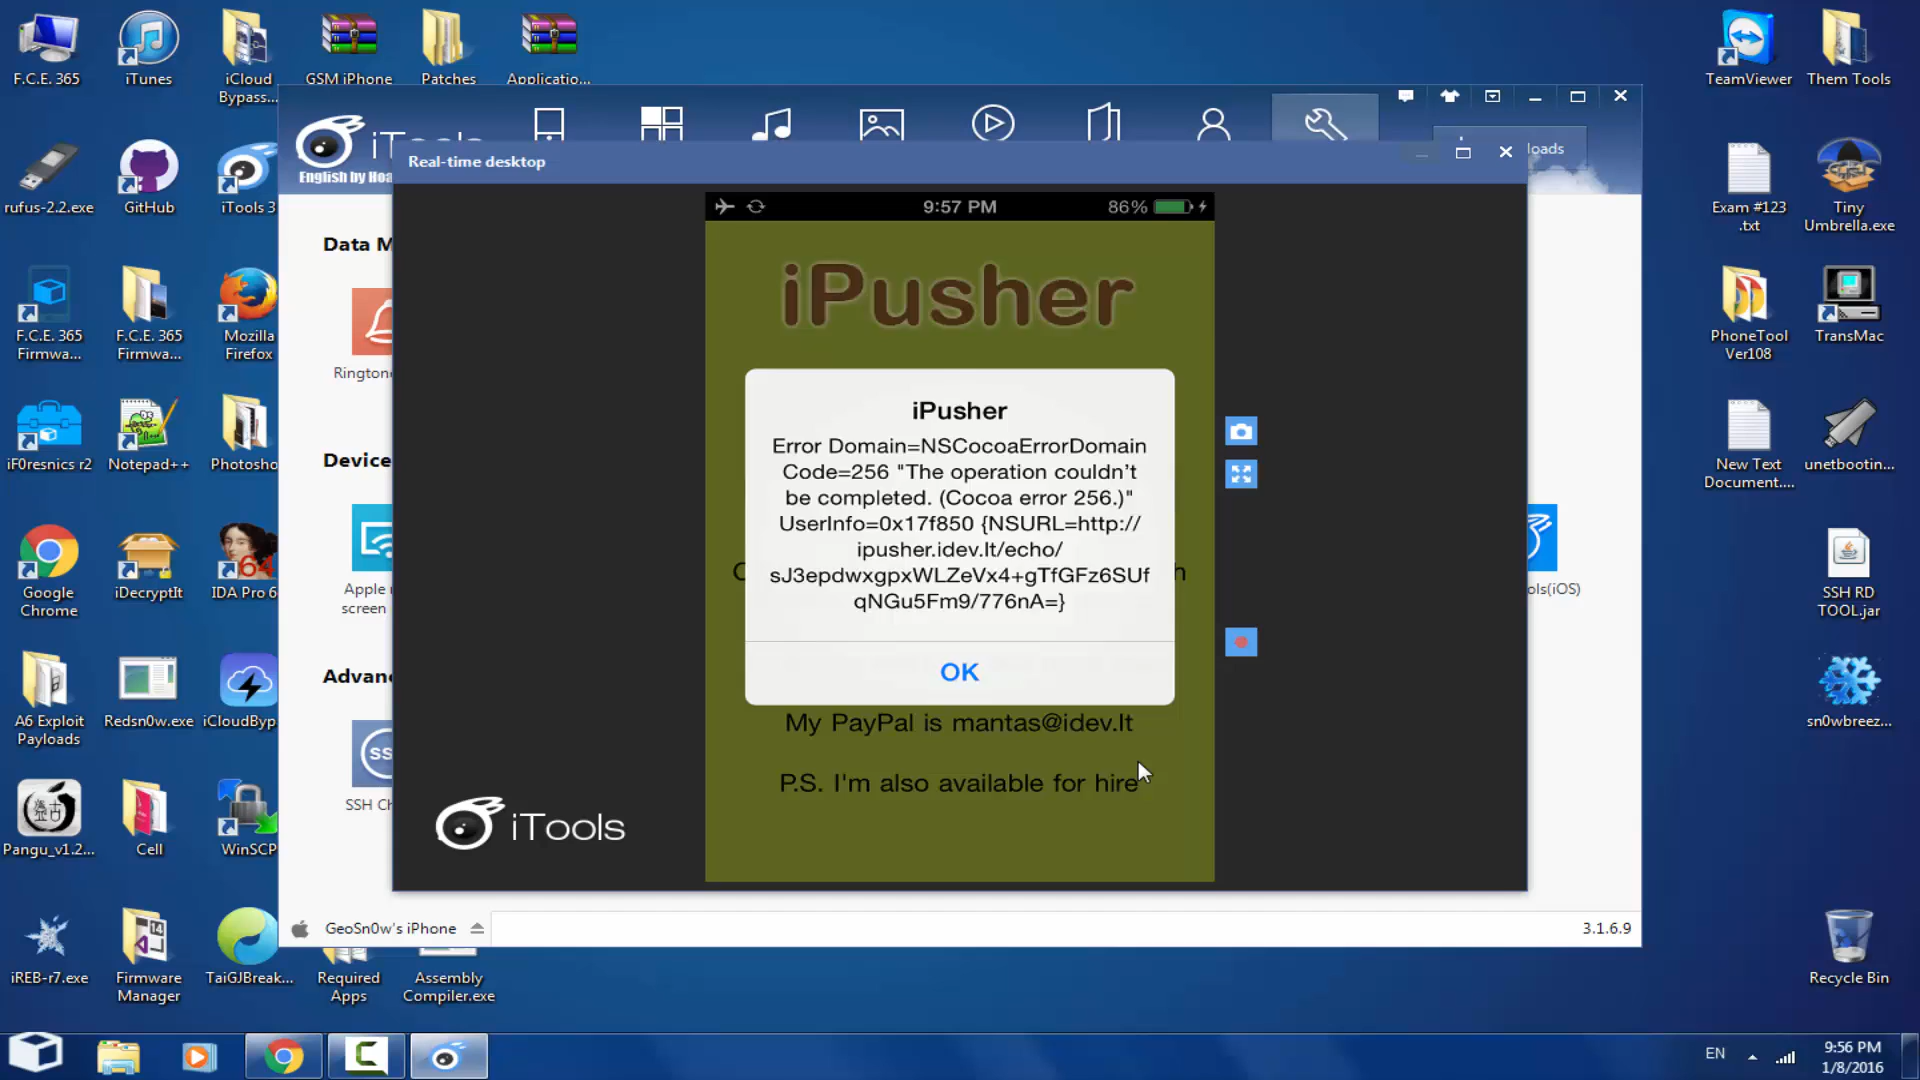 F.C.E. 365
iTunes
iCloud
Bypass...
GSM iPhone
Patches
Applicatio...
TeamViewer
Them Tools
English by Hoa
loads
Real-time desktop
9:57 PM
86%
iPusher
iPusher
Error Domain=NSCocoaErrorDomain
Code=256 "The operation couldn’t
be completed. (Cocoa error 256.)"
UserInfo=0x17f850 {NSURL=http://
ipusher.idev.lt/echo/
sJ3epdwxgpxWLZeVx4+gTfGFz6SUf
qNGu5Fm9/776nA=}
OK
My PayPal is mantas@idev.lt
P.S. I'm also available for hire
iTools
Data M
Ringtone
Device
Apple
screen
Advanc
SSH Ch
ols(iOS)
rufus-2.2.exe
GitHub
iTools 3
Exam #123
.txt
Tiny
Umbrella.exe
F.C.E. 365
Firmwa...
F.C.E. 365
Firmwa...
Mozilla
Firefox
PhoneTool
Ver108
TransMac
iF0resnics r2
Notepad++
Photosho
New Text
Document....
unetbootin...
Google
Chrome
iDecryptIt
64
IDA Pro 6
SSH RD
TOOL.jar
A6 Exploit
Payloads
Redsn0w.exe
iCloudByp
sn0wbreez...
Pangu_v1.2...
Cell
WinSCP
GeoSn0w's iPhone
3.1.6.9
iREB-r7.exe
Firmware
Manager
TaiGJBreak...
Required
Apps
Assembly
Compiler.exe
Recycle Bin
EN
9:56 PM
1/8/2016